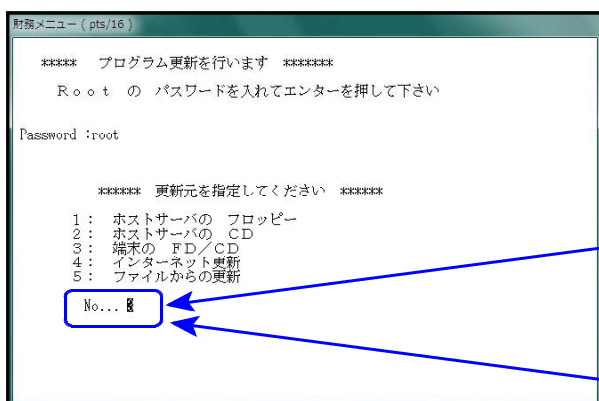 財務メニュー ( pts/16 )
***** プログラム更新を行います *******
Ｒｏｏｔ の パスワードを入れてエンターを押して下さい
Password :root
****** 更新元を指定してください ******
１： ホストサーバの フロッピー
２： ホストサーバの ＣＤ
３： 端末の ＦＤ／ＣＤ
４： インターネット更新
５： ファイルからの更新
No...